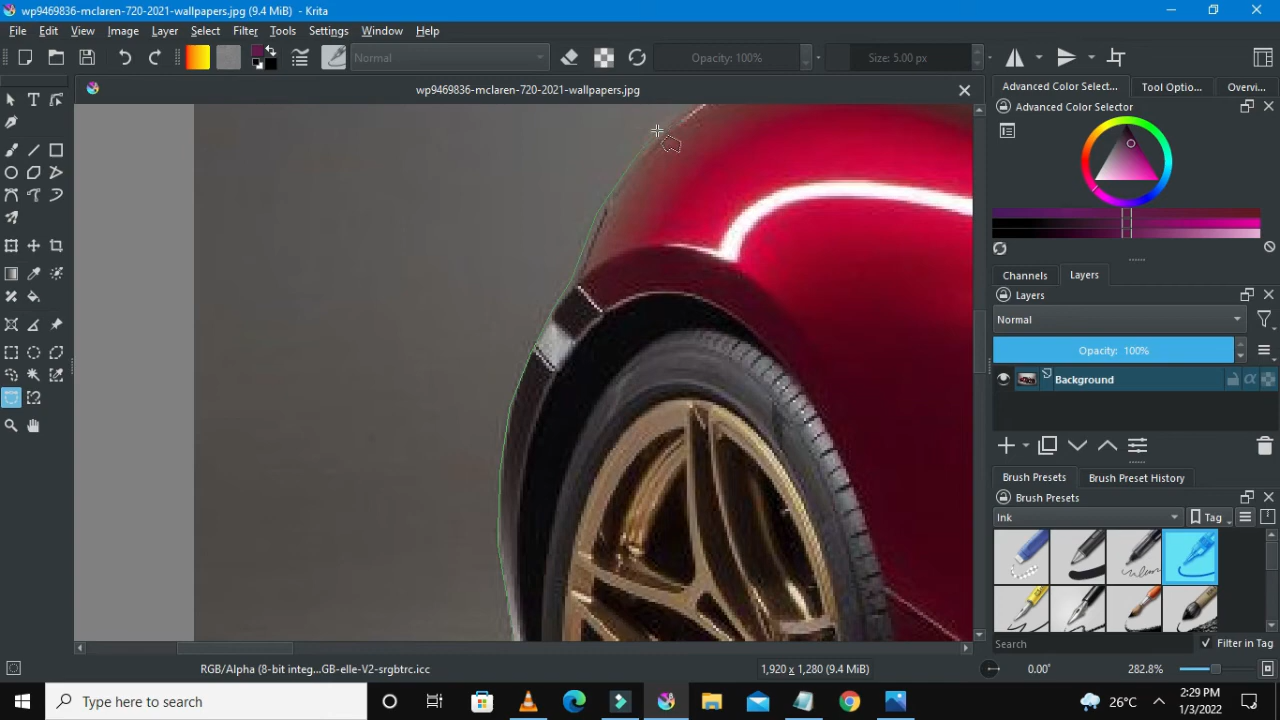 wp9469836-mclaren-720-2021-wallpapers.jpg (9.4 MiB) - Krita
File Edit View Image Layer Select Filter Tools Settings Window Help
Normal Opacity: 100% Size: 5.00 px
wp9469836-mclaren-720-2021-wallpapers.jpg
Advanced Color Select... Tool Optio... Overvi...
Advanced Color Selector
Channels Layers
Layers
Normal
Opacity: 100%
Background
Brush Presets Brush Preset History
Brush Presets
Ink Tag
Search Filter in Tag
RGB/Alpha (8-bit integ...GB-elle-V2-srgbtrc.icc 1,920 x 1,280 (9.4 MiB) 0.00° 282.8%
Type here to search 26°C 2:29 PM
1/3/2022